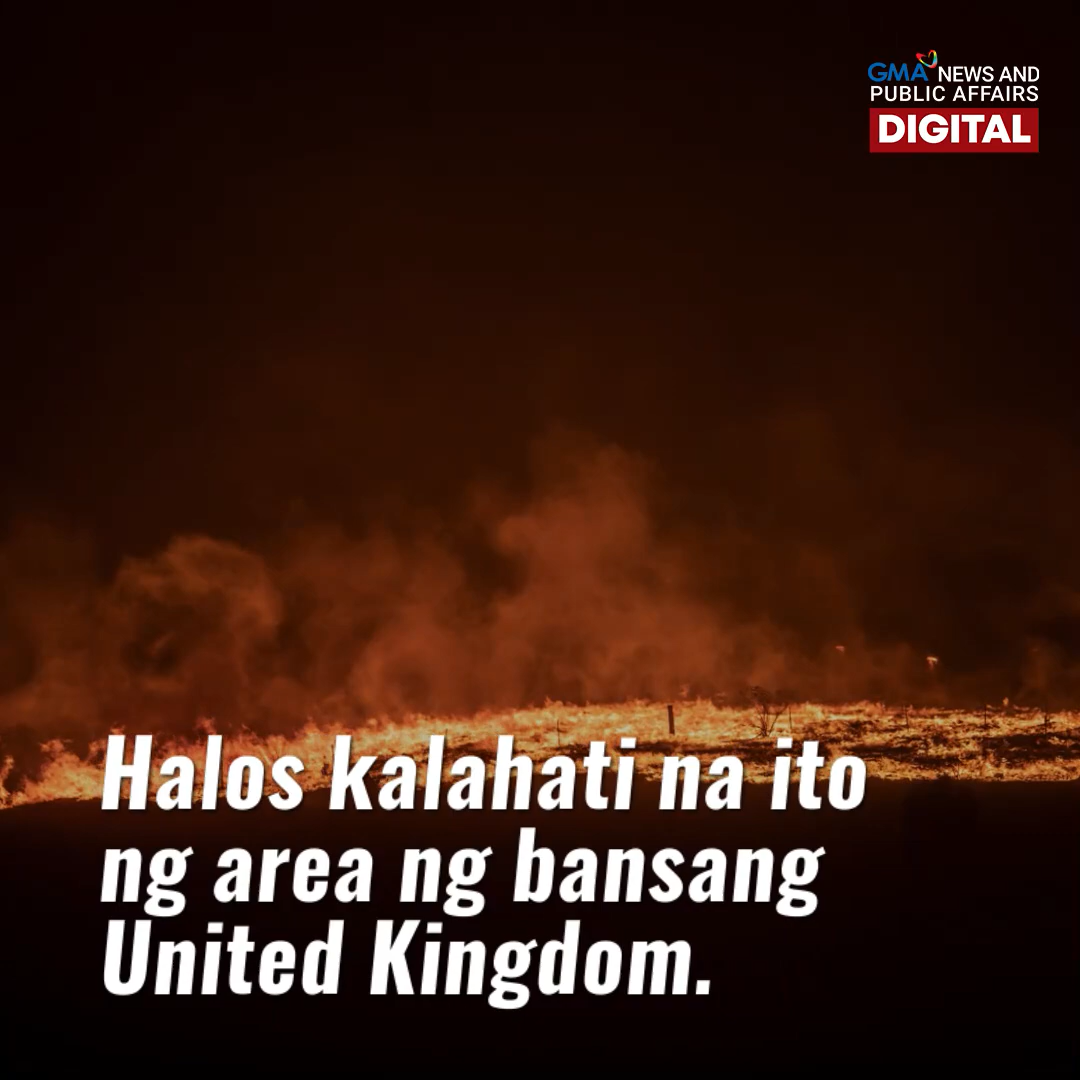 GMA NEWS AND
PUBLIC AFFAIRS
DIGITAL
Halos kalahati na ito
ng area ng bansang
United Kingdom.